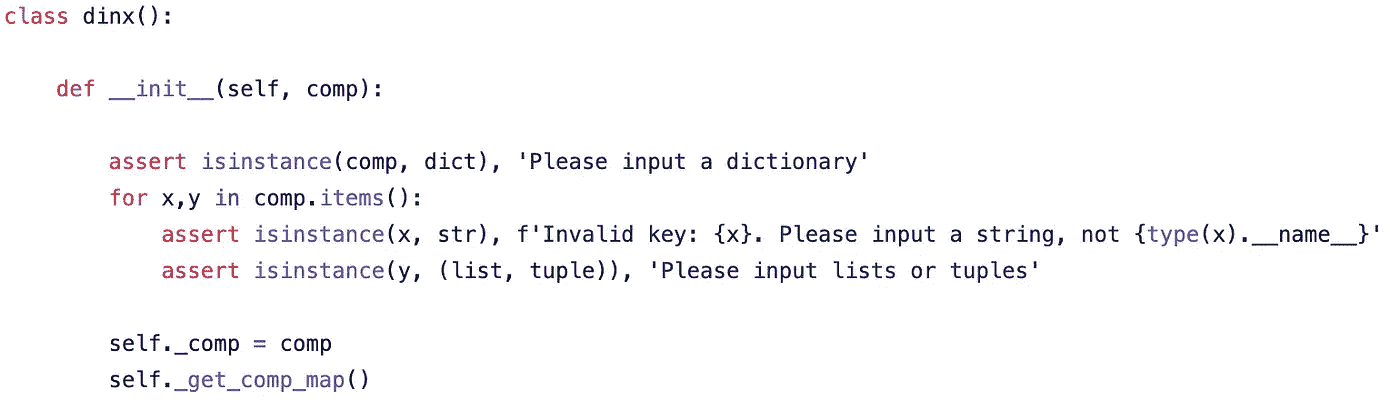 class dinx():
    def __init__(self, comp):
        assert isinstance(comp, dict), 'Please input a dictionary'
        for x,y in comp.items():
            assert isinstance(x, str), f'Invalid key: {x}. Please input a string, not {type(x).__name__}'
            assert isinstance(y, (list, tuple)), 'Please input lists or tuples'
        self._comp = comp
        self._get_comp_map()